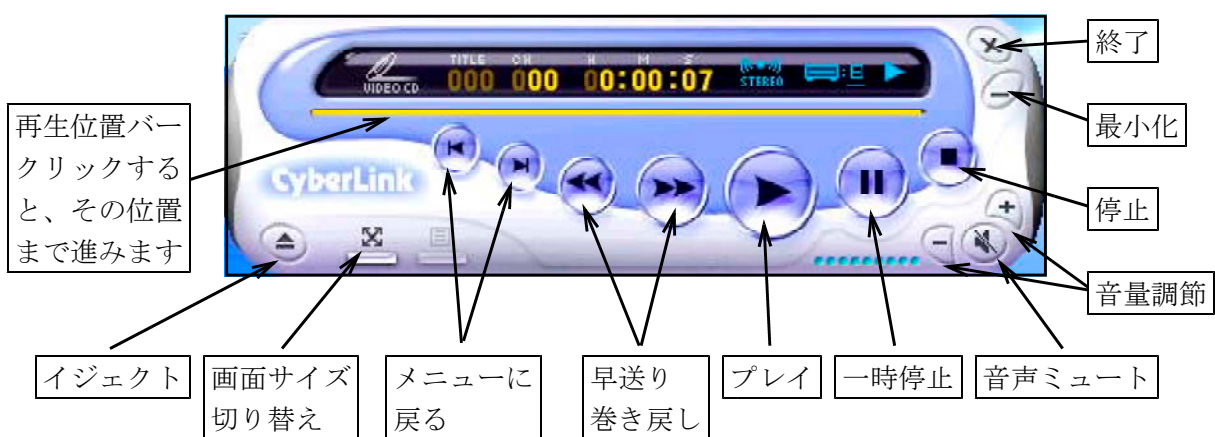 終了
TITLE CH H M S
VIDEO CD 000 000 00:00:07 STEREO : E
最小化
再生位置バー
クリックする
と、その位置
まで進みます
CyberLink
停止
音量調節
イジェクト
画面サイズ
切り替え
メニューに
戻る
早送り
巻き戻し
プレイ
一時停止
音声ミュート